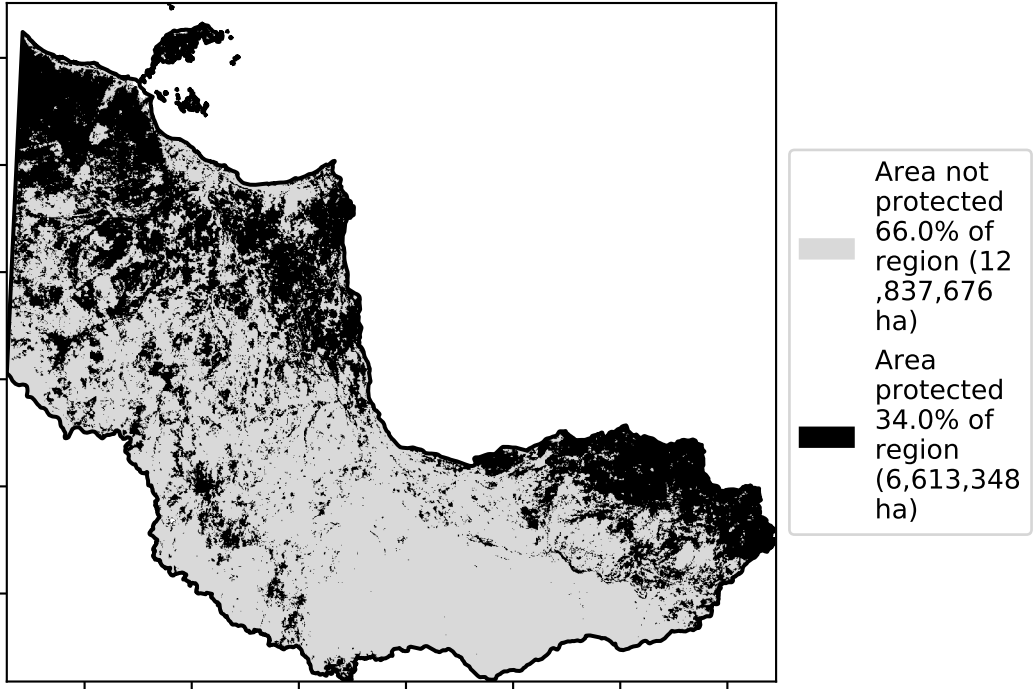 Area not
protected
66.0% of
region (12
,837,676
ha)
Area
protected
34.0% of
region
(6,613,348
ha)